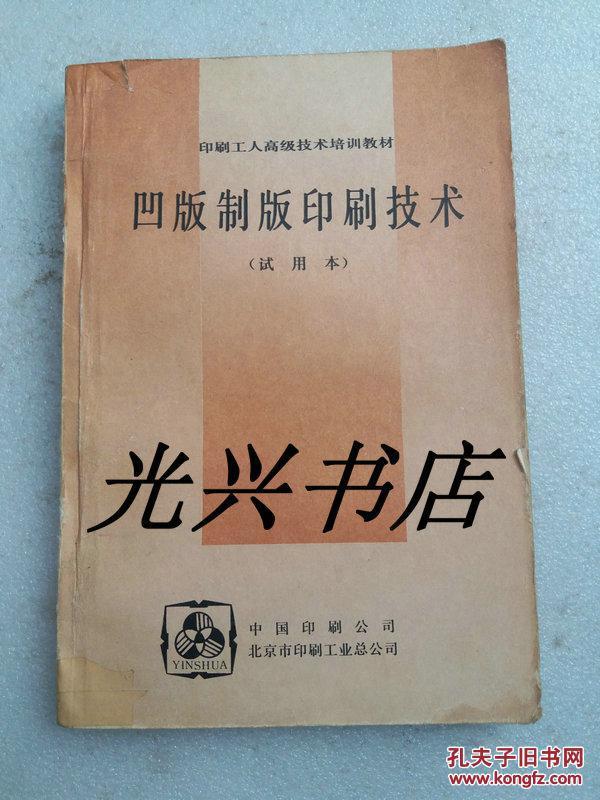 印刷工人高级技术培训教材
凹版制版印刷技术
（试用本）
光兴书店
YINSHUA
中国印刷公司
北京市印刷工业总公司
孔夫子旧书网
www.kongfz.com